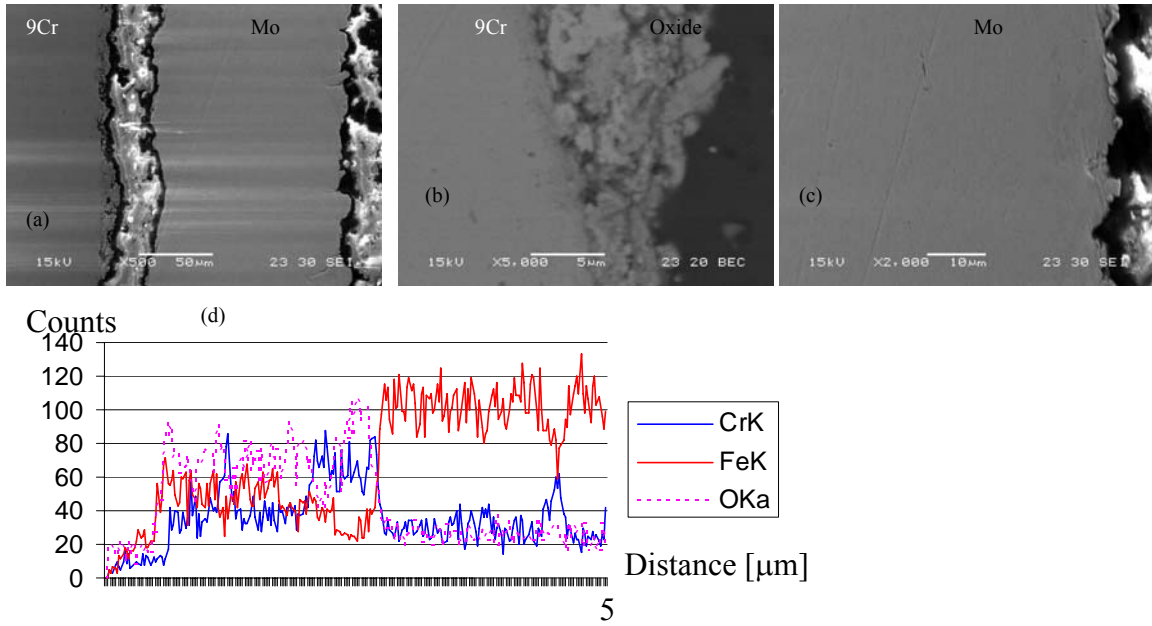 9Cr Mo
(a)
15kV X500 50µm 23 30 SEI
9Cr Oxide
(b)
15kV X5,000 5µm 23 20 BEC
Mo
(c)
15kV X2,000 10µm 23 30 SEI
Counts (d)
140
120
100
80
60
40
20
0
CrK
FeK
OKa
Distance [µm]
5